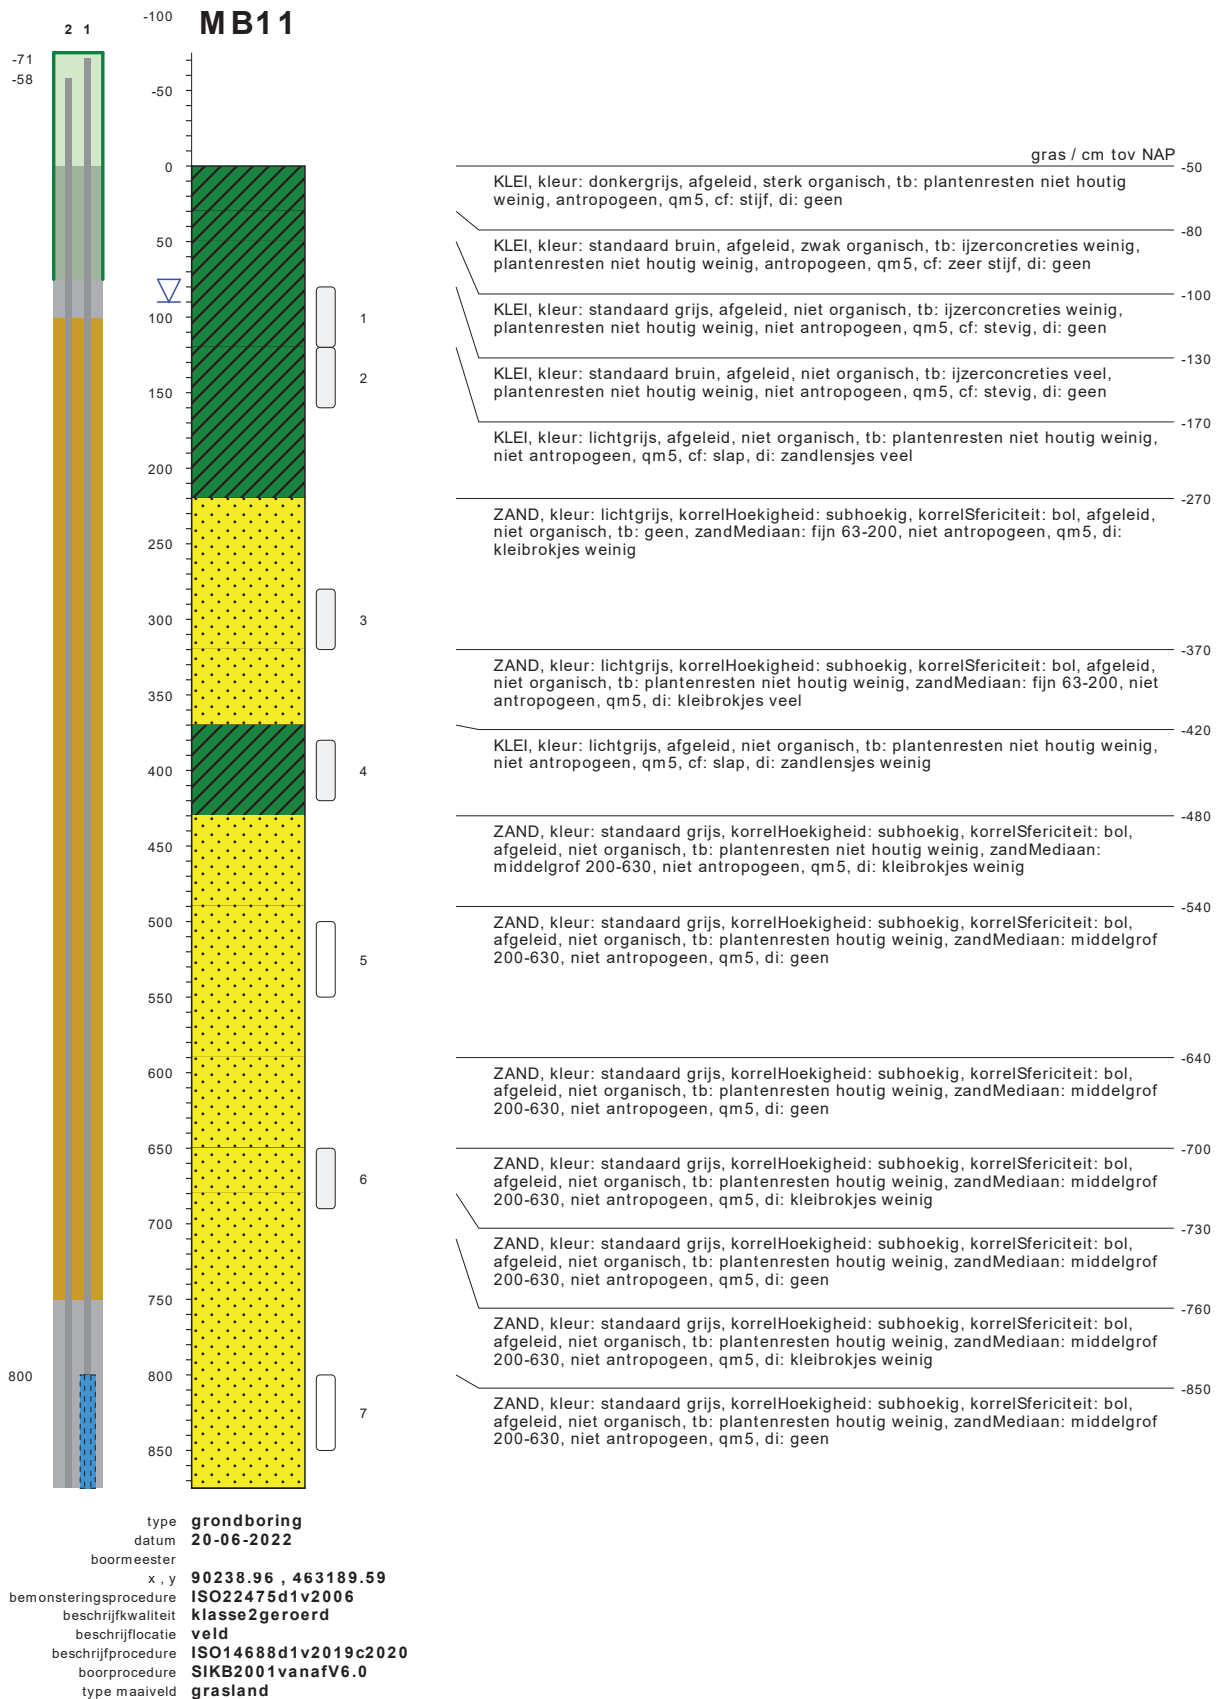 2 1
-100
MB11
-71
-58
-50
0
50
100
150
200
250
300
350
400
450
500
550
600
650
700
750
800
800
850
1
2
3
4
5
6
7
gras / cm tov NAP
-50
KLEI, kleur: donkergrijs, afgeleid, sterk organisch, tb: plantenresten niet houtig
weinig, antropogeen, qm5, cf: stijf, di: geen
-80
KLEI, kleur: standaard bruin, afgeleid, zwak organisch, tb: ijzerconcreties weinig,
plantenresten niet houtig weinig, antropogeen, qm5, cf: zeer stijf, di: geen
-100
KLEI, kleur: standaard grijs, afgeleid, niet organisch, tb: ijzerconcreties weinig,
plantenresten niet houtig weinig, niet antropogeen, qm5, cf: stevig, di: geen
-130
KLEI, kleur: standaard bruin, afgeleid, niet organisch, tb: ijzerconcreties veel,
plantenresten niet houtig weinig, niet antropogeen, qm5, cf: stevig, di: geen
-170
KLEI, kleur: lichtgrijs, afgeleid, niet organisch, tb: plantenresten niet houtig weinig,
niet antropogeen, qm5, cf: slap, di: zandlensjes veel
-270
ZAND, kleur: lichtgrijs, korrelHoekigheid: subhoekig, korrelSfericiteit: bol, afgeleid,
niet organisch, tb: geen, zandMediaan: fijn 63-200, niet antropogeen, qm5, di:
kleibrokjes weinig
-370
ZAND, kleur: lichtgrijs, korrelHoekigheid: subhoekig, korrelSfericiteit: bol, afgeleid,
niet organisch, tb: plantenresten niet houtig weinig, zandMediaan: fijn 63-200, niet
antropogeen, qm5, di: kleibrokjes veel
-420
KLEI, kleur: lichtgrijs, afgeleid, niet organisch, tb: plantenresten niet houtig weinig,
niet antropogeen, qm5, cf: slap, di: zandlensjes weinig
-480
ZAND, kleur: standaard grijs, korrelHoekigheid: subhoekig, korrelSfericiteit: bol,
afgeleid, niet organisch, tb: plantenresten niet houtig weinig, zandMediaan:
middelgrof 200-630, niet antropogeen, qm5, di: kleibrokjes weinig
-540
ZAND, kleur: standaard grijs, korrelHoekigheid: subhoekig, korrelSfericiteit: bol,
afgeleid, niet organisch, tb: plantenresten houtig weinig, zandMediaan: middelgrof
200-630, niet antropogeen, qm5, di: geen
-640
ZAND, kleur: standaard grijs, korrelHoekigheid: subhoekig, korrelSfericiteit: bol,
afgeleid, niet organisch, tb: plantenresten houtig weinig, zandMediaan: middelgrof
200-630, niet antropogeen, qm5, di: geen
-700
ZAND, kleur: standaard grijs, korrelHoekigheid: subhoekig, korrelSfericiteit: bol,
afgeleid, niet organisch, tb: plantenresten houtig weinig, zandMediaan: middelgrof
200-630, niet antropogeen, qm5, di: kleibrokjes weinig
-730
ZAND, kleur: standaard grijs, korrelHoekigheid: subhoekig, korrelSfericiteit: bol,
afgeleid, niet organisch, tb: plantenresten houtig weinig, zandMediaan: middelgrof
200-630, niet antropogeen, qm5, di: geen
-760
ZAND, kleur: standaard grijs, korrelHoekigheid: subhoekig, korrelSfericiteit: bol,
afgeleid, niet organisch, tb: plantenresten houtig weinig, zandMediaan: middelgrof
200-630, niet antropogeen, qm5, di: kleibrokjes weinig
-850
ZAND, kleur: standaard grijs, korrelHoekigheid: subhoekig, korrelSfericiteit: bol,
afgeleid, niet organisch, tb: plantenresten houtig weinig, zandMediaan: middelgrof
200-630, niet antropogeen, qm5, di: geen
type grondboring
datum 20-06-2022
boormeester
x , y 90238.96 , 463189.59
bemonsteringsprocedure ISO22475d1v2006
beschrijfkwaliteit klasse2geroerd
beschrijflocatie veld
beschrijfprocedure ISO14688d1v2019c2020
boorprocedure SIKB2001vanafV6.0
type maaiveld grasland